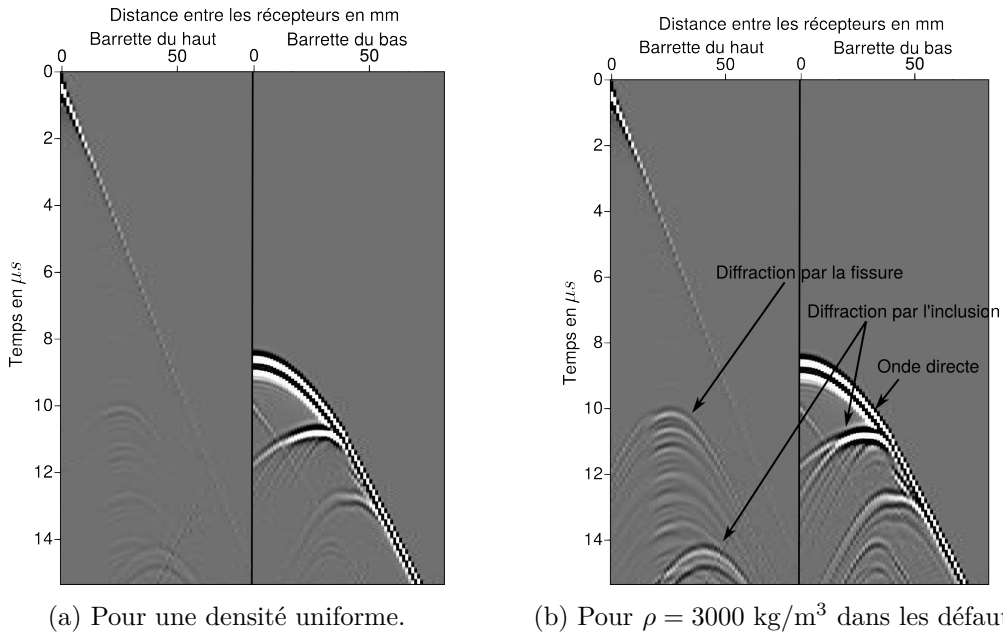 Distance entre les récepteurs en mm
Barrette du haut Barrette du bas
0 50 0 50
0
2
4
6
8
10
12
14
Temps en μs
(a) Pour une densité uniforme.
Distance entre les récepteurs en mm
Barrette du haut Barrette du bas
0 50 0 50
0
2
4
6
8
10
12
14
Temps en μs
Diffraction par la fissure
Diffraction par l'inclusion
Onde directe
(b) Pour ρ = 3000 kg/m³ dans les défau